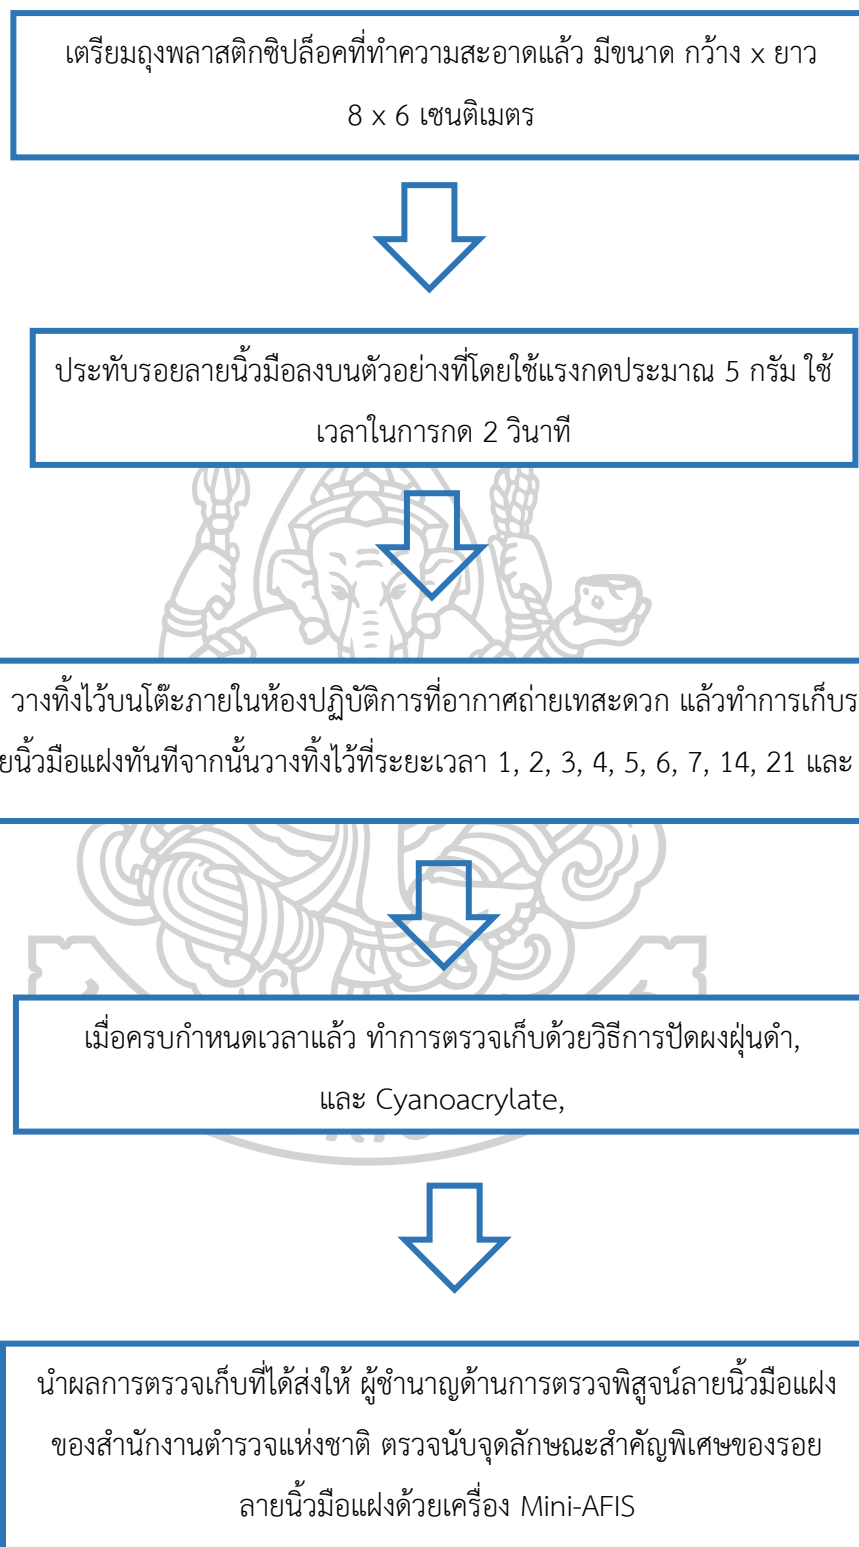 เตรียมถุงพลาสติกซิปล็อคที่ทำความสะอาดแล้ว มีขนาด กว้าง x ยาว
8 x 6 เซนติเมตร
ประทับรอยลายนิ้วมือลงบนตัวอย่างที่โดยใช้แรงกดประมาณ 5 กรัม ใช้
เวลาในการกด 2 วินาที
วางทิ้งไว้บนโต๊ะภายในห้องปฏิบัติการที่อากาศถ่ายเทสะดวก แล้วทำการเก็บร
ยนิ้วมือแฝงทันทีจากนั้นวางทิ้งไว้ที่ระยะเวลา 1, 2, 3, 4, 5, 6, 7, 14, 21 และ
เมื่อครบกำหนดเวลาแล้ว ทำการตรวจเก็บด้วยวิธีการปัดผงฝุ่นดำ,
และ Cyanoacrylate,
นำผลการตรวจเก็บที่ได้ส่งให้ ผู้ชำนาญด้านการตรวจพิสูจน์ลายนิ้วมือแฝง
ของสำนักงานตำรวจแห่งชาติ ตรวจนับจุดลักษณะสำคัญพิเศษของรอย
ลายนิ้วมือแฝงด้วยเครื่อง Mini-AFIS